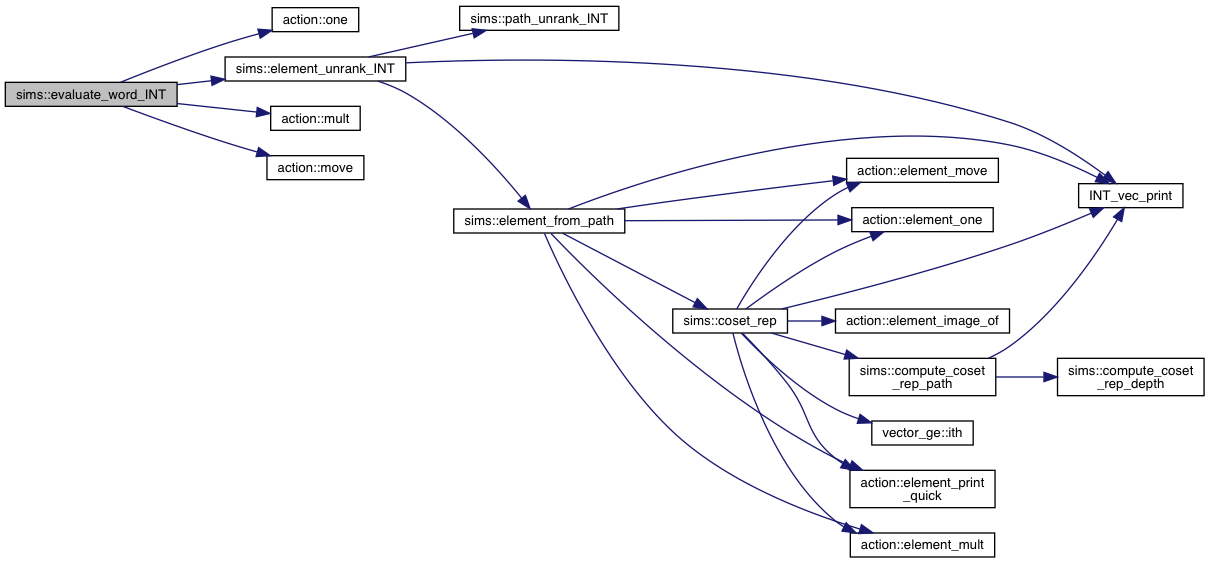 action::one
sims::path_unrank_INT
sims::element_unrank_INT
sims::evaluate_word_INT
action::mult
action::move
action::element_move
INT_vec_print
sims::element_from_path
action::element_one
sims::coset_rep
action::element_image_of
sims::compute_coset
_rep_path
sims::compute_coset
_rep_depth
vector_ge::ith
action::element_print
_quick
action::element_mult